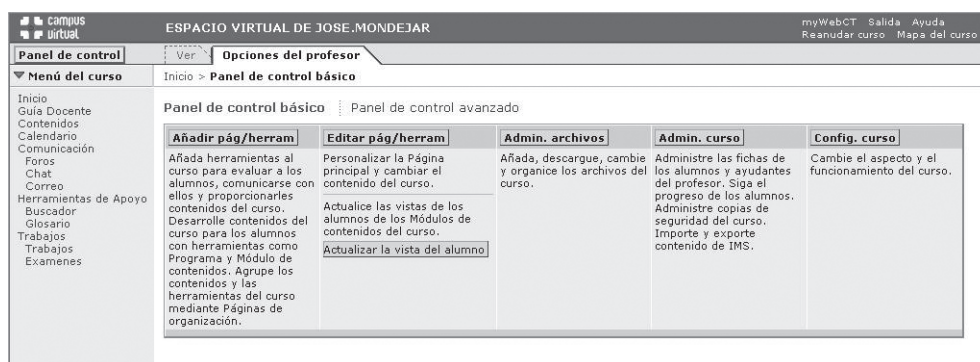 campus virtual
ESPACIO VIRTUAL DE JOSE.MONDEJAR
myWebCT Salida Ayuda
Reanudar curso Mapa del curso
Panel de control
Ver
Opciones del profesor
Menú del curso
Inicio > Panel de control básico
Inicio
Guía Docente
Contenidos
Calendario
Comunicación
Foros
Chat
Correo
Herramientas de Apoyo
Buscador
Glosario
Trabajos
Trabajos
Examenes
Panel de control básico
Panel de control avanzado
Añadir pág/herram
Añada herramientas al
curso para evaluar a los
alumnos, comunicarse con
ellos y proporcionarles
contenidos del curso.
Desarrolle contenidos del
curso para los alumnos
con herramientas como
Programa y Módulo de
contenidos. Agrupe los
contenidos y las
herramientas del curso
mediante Páginas de
organización.
Editar pág/herram
Personalizar la Página
principal y cambiar el
contenido del curso.
Actualice las vistas de los
alumnos de los Módulos de
contenidos del curso.
Actualizar la vista del alumno
Admin. archivos
Añada, descargue, cambie
y organice los archivos del
curso.
Admin. curso
Administre las fichas de
los alumnos y ayudantes
del profesor. Siga el
progreso de los alumnos.
Administre copias de
seguridad del curso.
Importe y exporte
contenido de IMS.
Config. curso
Cambie el aspecto y el
funcionamiento del curso.